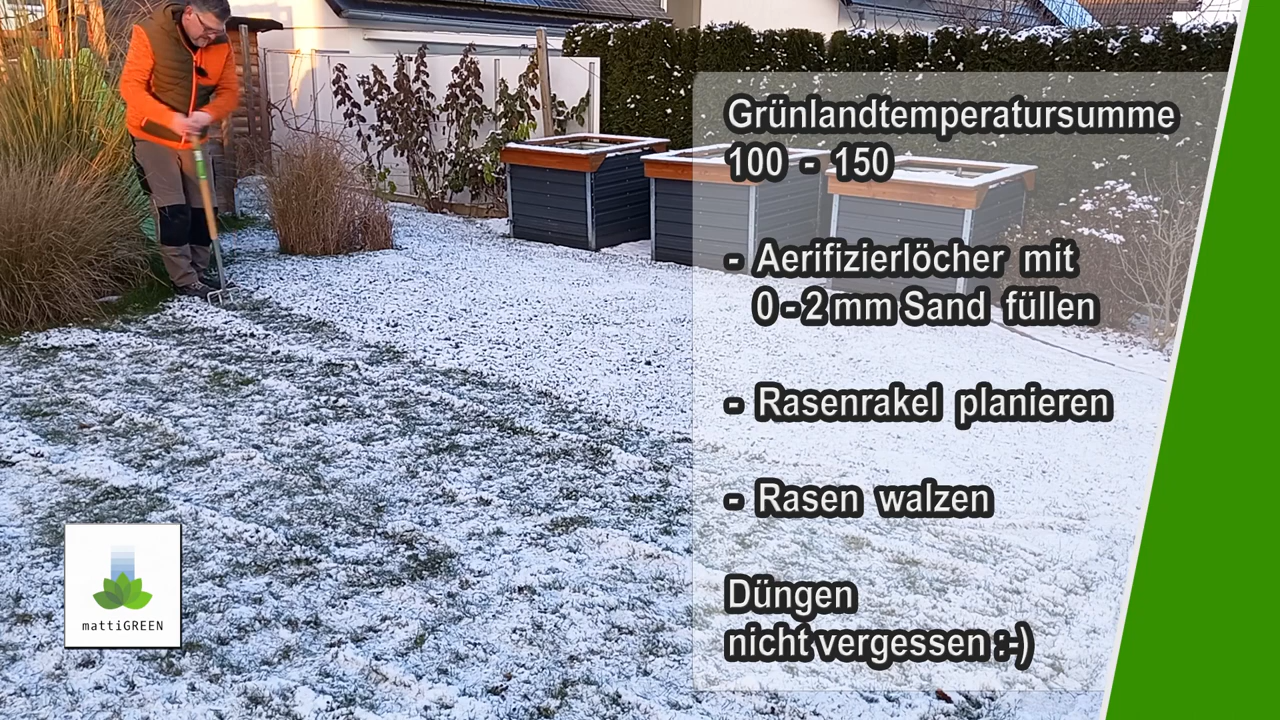 Grünlandtemperatursumme
100 - 150
- Aerifizierlöcher mit
0 - 2 mm Sand füllen
- Rasenrakel planieren
- Rasen walzen
Düngen
nicht vergessen :-)
mattiGREEN